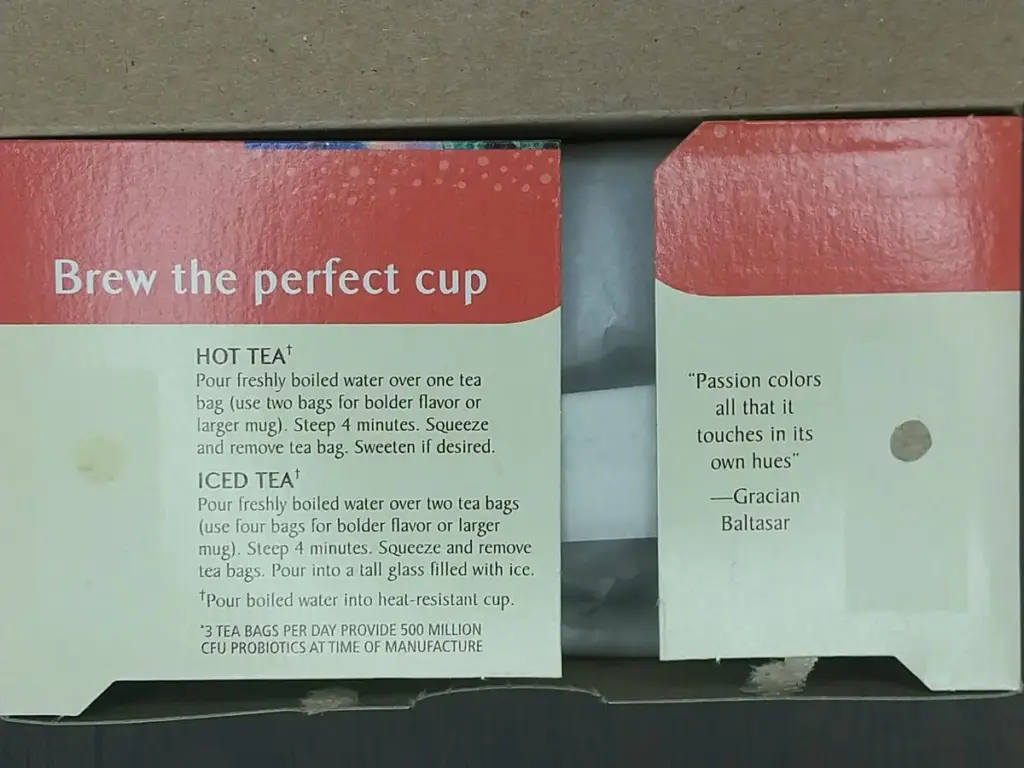 Brew the perfect cup
HOT TEA†
Pour freshly boiled water over one tea
bag (use two bags for bolder flavor or
larger mug). Steep 4 minutes. Squeeze
and remove tea bag. Sweeten if desired.
ICED TEA†
Pour freshly boiled water over two tea bags
(use four bags for bolder flavor or larger
mug). Steep 4 minutes. Squeeze and remove
tea bags. Pour into a tall glass filled with ice.
†Pour boiled water into heat-resistant cup.
*3 TEA BAGS PER DAY PROVIDE 500 MILLION
CFU PROBIOTICS AT TIME OF MANUFACTURE
“Passion colors
all that it
touches in its
own hues”
—Gracian
Baltasar